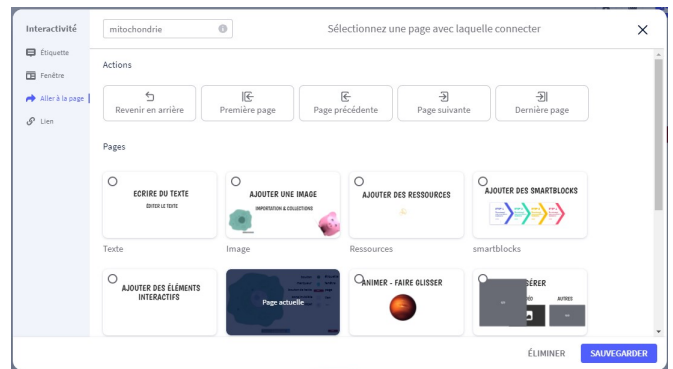 Interactivité
mitochondrie
Sélectionnez une page avec laquelle connecter
Étiquette
Fenêtre
Aller à la page
Lien
Actions
Revenir en arrière
Première page
Page précédente
Page suivante
Dernière page
Pages
ECRIRE DU TEXTE
ÉDITER LE TEXTE
AJOUTER UNE IMAGE
IMPORTATION & COLLECTIONS
AJOUTER DES RESSOURCES
AJOUTER DES SMARTBLOCKS
Texte
Image
Ressources
smartblocks
AJOUTER DES ÉLÉMENTS
INTERACTIFS
Page actuelle
ANIMER - FAIRE GLISSER
GÉRER
AUTRES
ÉLIMINER
SAUVEGARDER